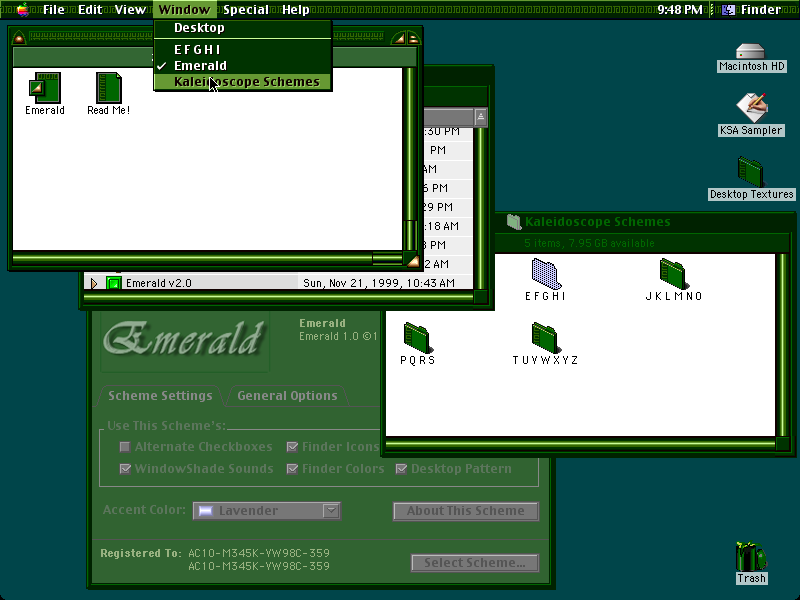 File Edit View Window Special Help 9:48 PM Finder
Desktop
E F G H I
✓ Emerald
Kaleidoscope Schemes
Emerald
Read Me!
Macintosh HD
KSA Sampler
Desktop Textures
:30 PM
PM
AM
6 PM
29 PM
:18 AM
3 PM
2 AM
Emerald v2.0 Sun, Nov 21, 1999, 10:43 AM
Kaleidoscope Schemes
5 items, 7.95 GB available
E F G H I
J K L M N O
P Q R S
T U V W X Y Z
Emerald
Emerald
Emerald 1.0 ©1
Scheme Settings
General Options
Use This Scheme's:
Alternate Checkboxes
Finder Icons
WindowShade Sounds
Finder Colors
Desktop Pattern
Accent Color: Lavender
About This Scheme
Registered To: AC10-M345K-YW98C-359
AC10-M345K-YW98C-359
Select Scheme...
Trash